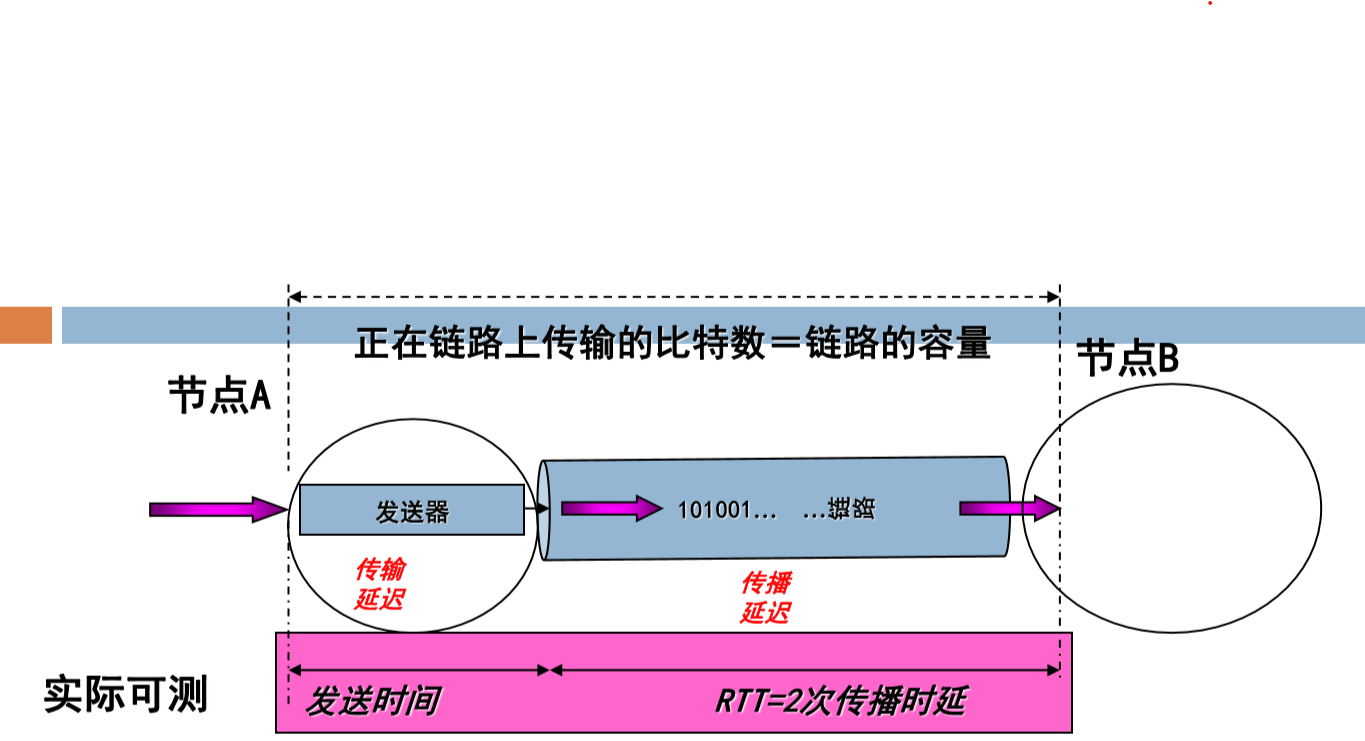 正在链路上传输的比特数＝链路的容量
节点B
节点A
发送器
101001... ...链路
传输
延迟
传播
延迟
实际可测
发送时间
RTT=2次传播时延